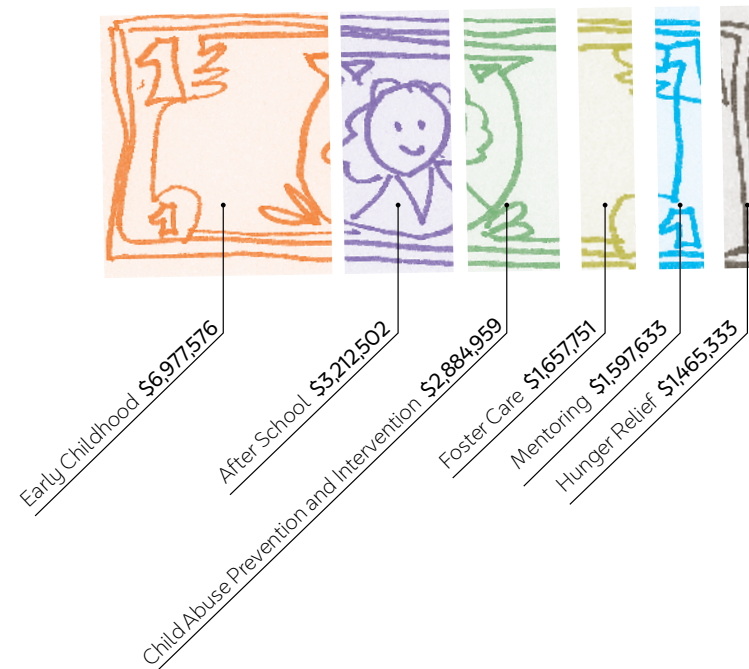 Early Childhood $6,977,576
After School $3,212,502
Child Abuse Prevention and Intervention $2,884,959
Foster Care $1,657,751
Mentoring $1,597,633
Hunger Relief $1,465,333